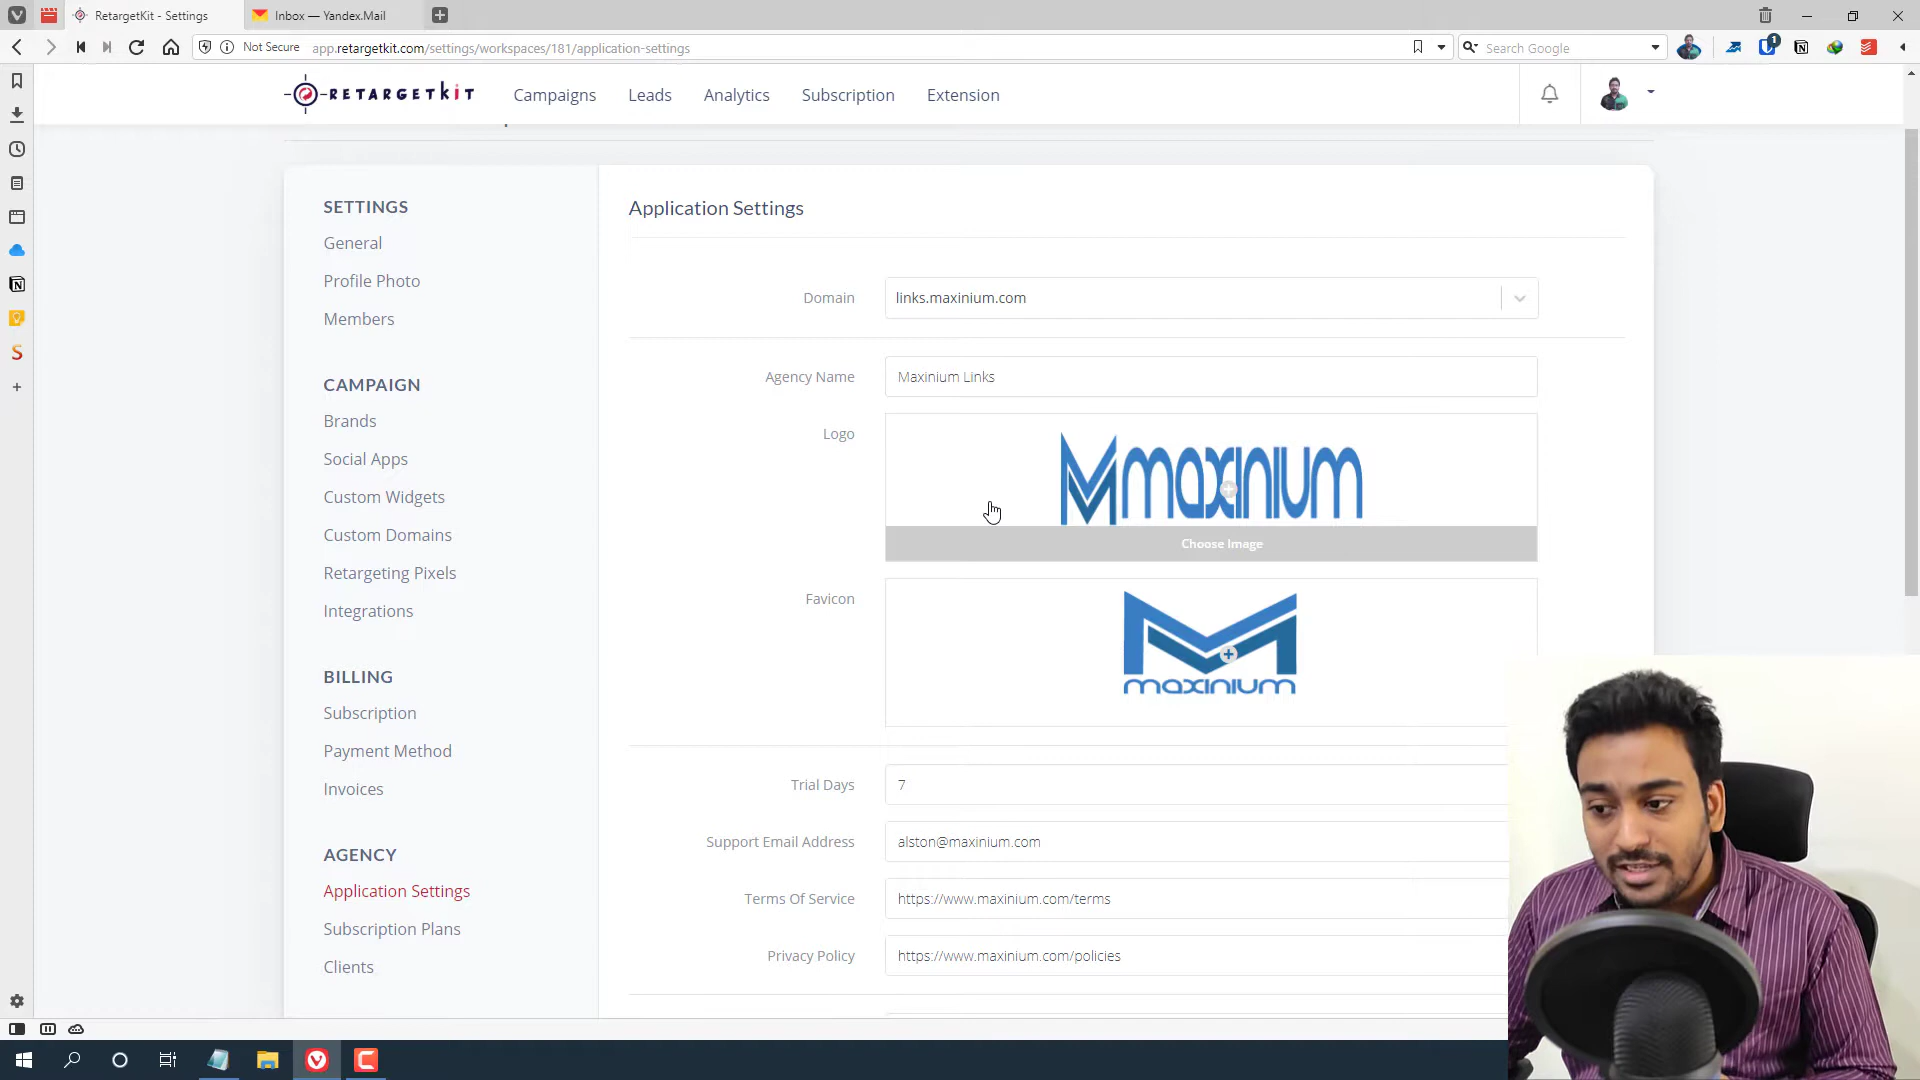 RetargetKit - Settings
Inbox — Yandex.Mail
Not Secure
app.retargetkit.com/settings/workspaces/181/application-settings
Search Google
1
RETARGETKIT
Campaigns
Leads
Analytics
Subscription
Extension
SETTINGS
General
Profile Photo
Members
CAMPAIGN
Brands
Social Apps
Custom Widgets
Custom Domains
Retargeting Pixels
Integrations
BILLING
Subscription
Payment Method
Invoices
AGENCY
Application Settings
Subscription Plans
Clients
Application Settings
Domain
links.maxinium.com
Agency Name
Maxinium Links
Logo
maxinium
Choose Image
Favicon
maxinium
Trial Days
7
Support Email Address
alston@maxinium.com
Terms Of Service
https://www.maxinium.com/terms
Privacy Policy
https://www.maxinium.com/policies